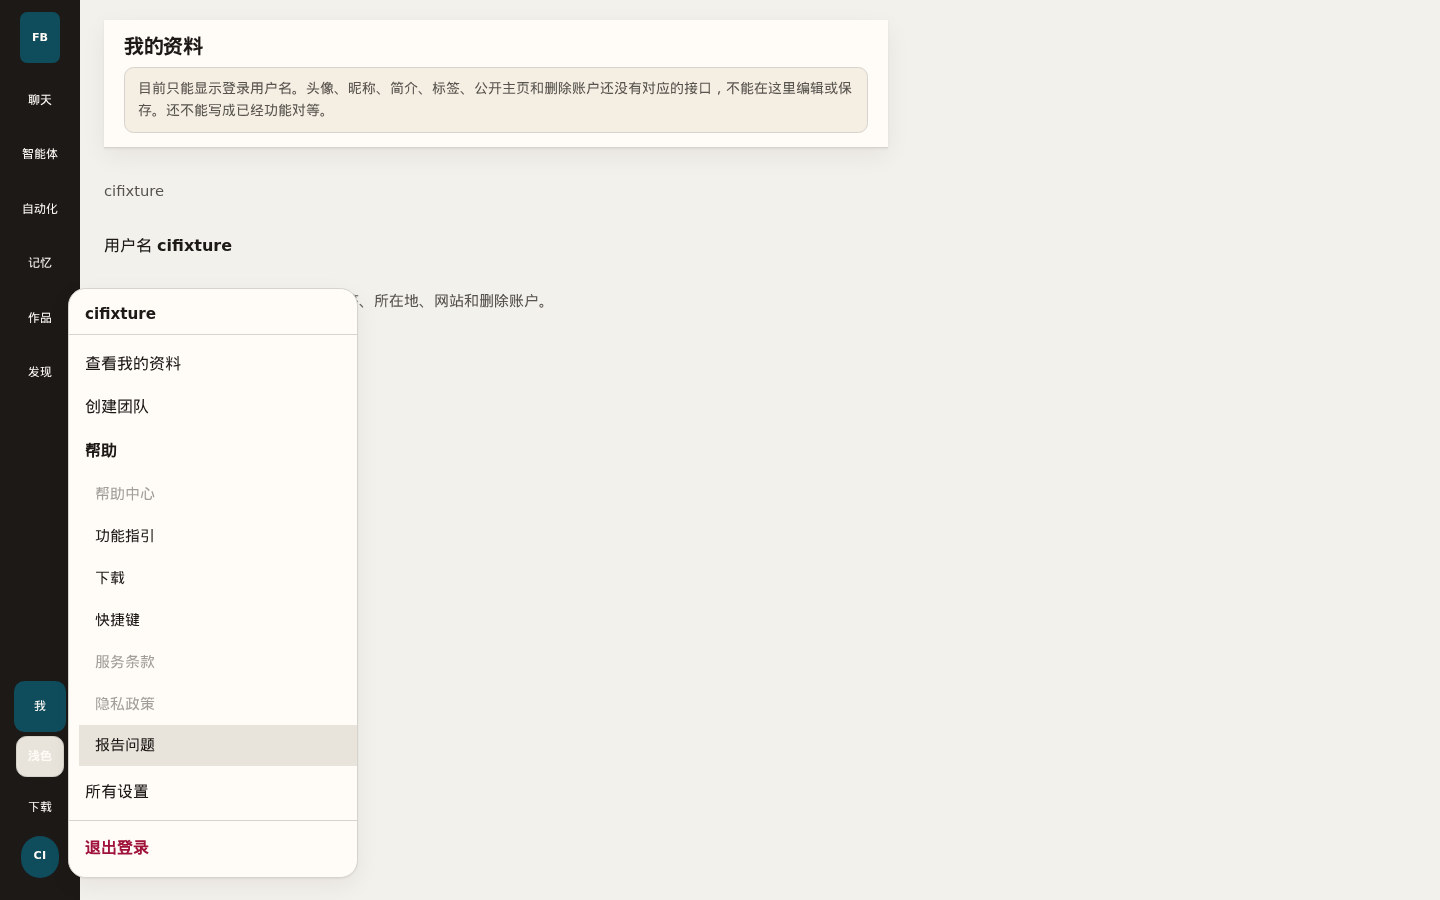 FB
聊天
智能体
自动化
记忆
作品
发现
我
浅色
下载
CI
我的资料
目前只能显示登录用户名。头像、昵称、简介、标签、公开主页和删除账户还没有对应的接口，不能在这里编辑或保
存。还不能写成已经功能对等。
cifixture
用户名 cifixture
、所在地、网站和删除账户。
cifixture
查看我的资料
创建团队
帮助
帮助中心
功能指引
下载
快捷键
服务条款
隐私政策
报告问题
所有设置
退出登录